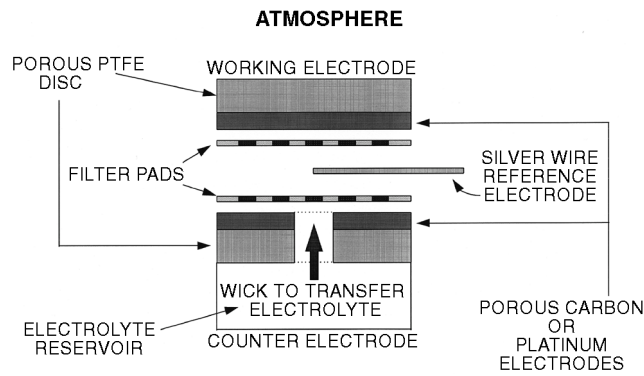 ATMOSPHERE
POROUS PTFE
DISC
WORKING ELECTRODE
FILTER PADS
SILVER WIRE
REFERENCE
ELECTRODE
WICK TO TRANSFER
ELECTROLYTE
ELECTROLYTE
RESERVOIR
COUNTER ELECTRODE
POROUS CARBON
OR
PLATINUM
ELECTRODES